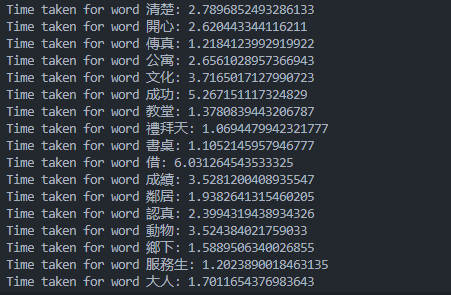 Time taken for word 清楚: 2.7896852493286133
Time taken for word 開心: 2.620443344116211
Time taken for word 傳真: 1.2184123992919922
Time taken for word 公寓: 2.6561028957366943
Time taken for word 文化: 3.7165017127990723
Time taken for word 成功: 5.267151117324829
Time taken for word 教堂: 1.3780839443206787
Time taken for word 禮拜天: 1.0694479942321777
Time taken for word 書桌: 1.1052145957946777
Time taken for word 借: 6.031264543533325
Time taken for word 成績: 3.5281200408935547
Time taken for word 鄰居: 1.9382641315460205
Time taken for word 認真: 2.3994319438934326
Time taken for word 動物: 3.524384021759033
Time taken for word 鄉下: 1.5889506340026855
Time taken for word 服務生: 1.2023890018463135
Time taken for word 大人: 1.7011654376983643